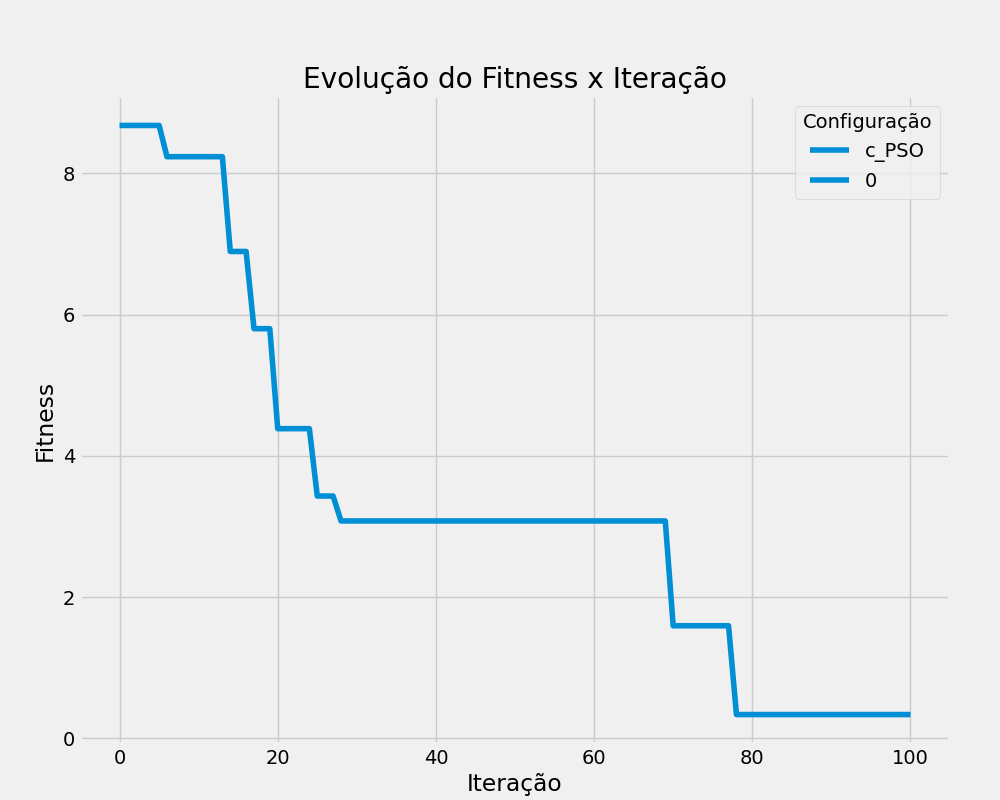 Evolução do Fitness x Iteração
Configuração
c_PSO
0
Fitness
8
6
4
2
0
0 20 40 60 80 100
Iteração